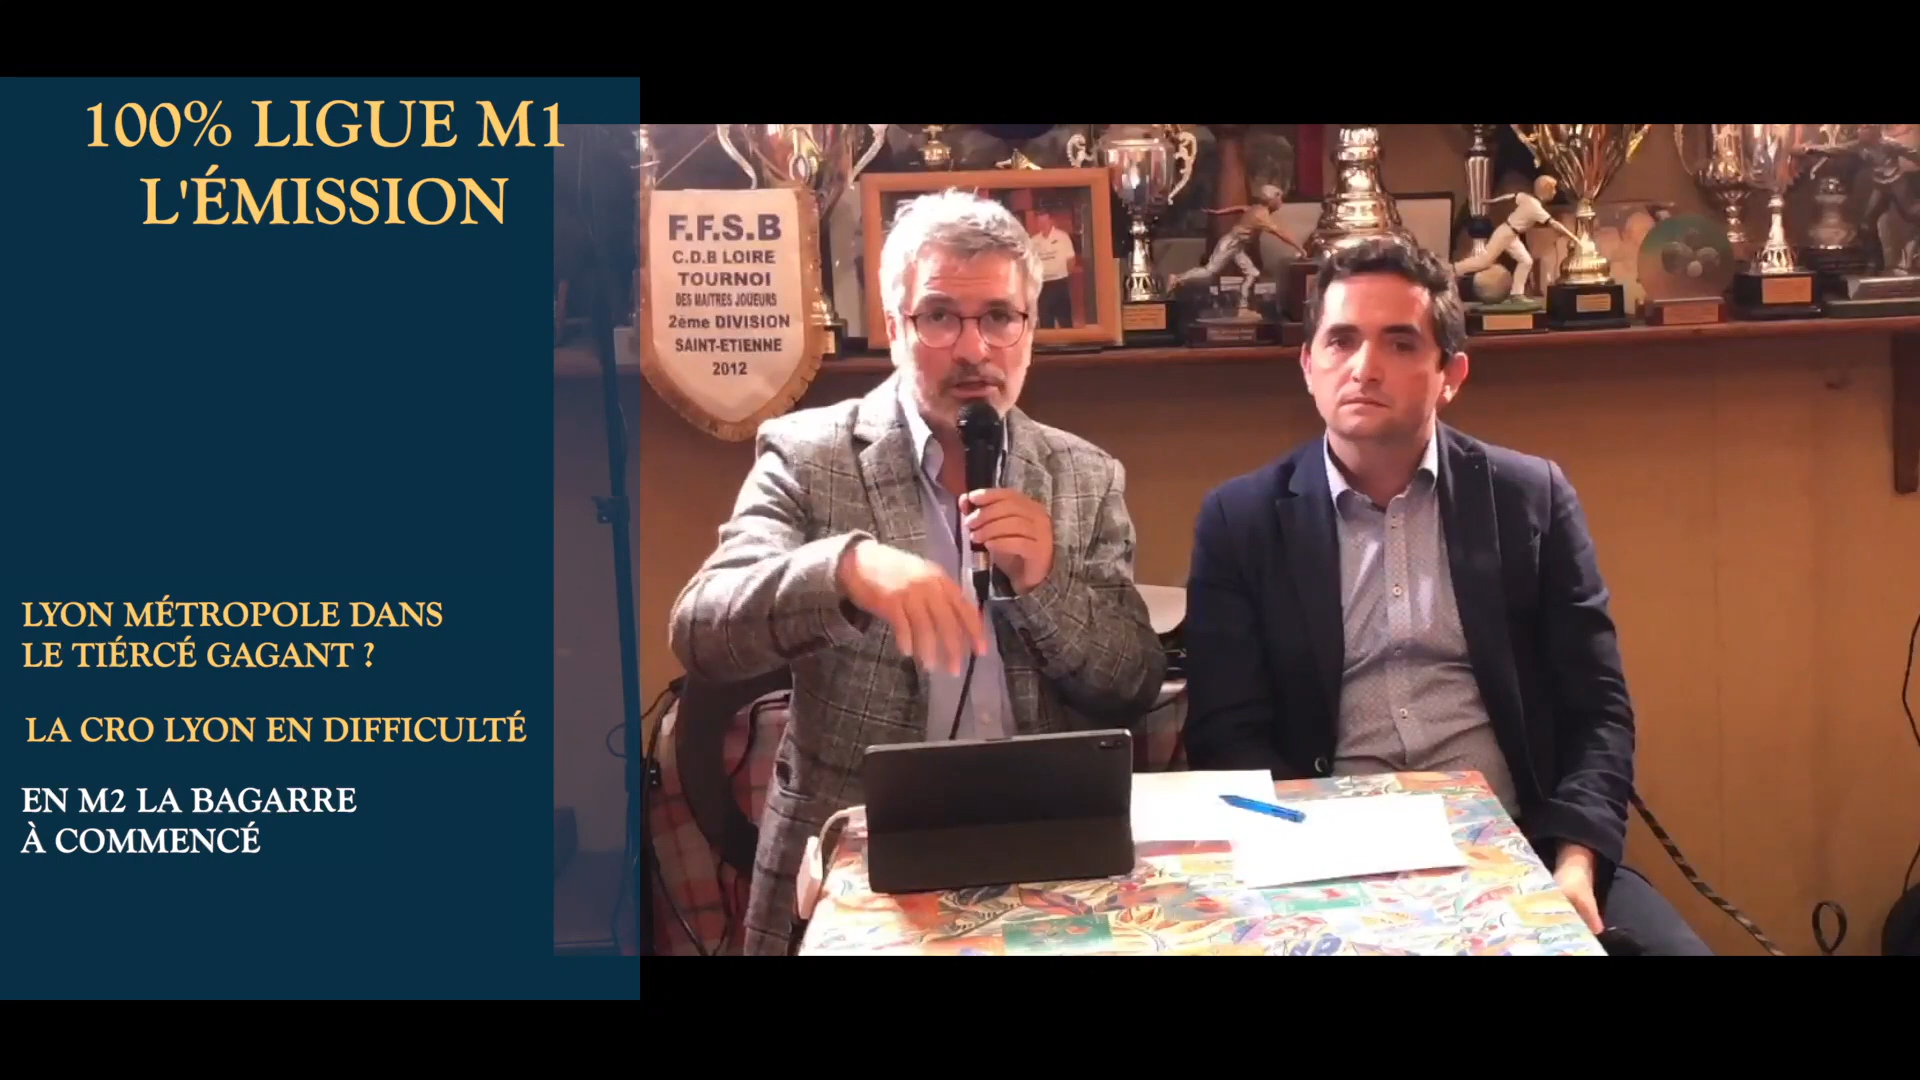 100% LIGUE M1
L'ÉMISSION
LYON MÉTROPOLE DANS
LE TIÉRCÉ GAGANT ?
LA CRO LYON EN DIFFICULTÉ
EN M2 LA BAGARRE
À COMMENCÉ
F.F.S.B
C.D.B LOIRE
TOURNOI
DES MAITRES JOUEURS
2ème DIVISION
SAINT-ETIENNE
2012